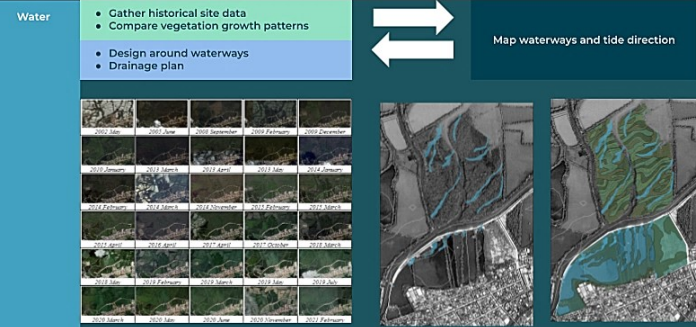 Water
● Gather historical site data
● Compare vegetation growth patterns
● Design around waterways
● Drainage plan
Map waterways and tide direction
2002 May
2005 June
2008 September
2009 February
2009 December
2010 January
2013 March
2013 April
2013 May
2014 January
2014 February
2014 March
2014 November
2015 February
2015 March
2015 April
2016 April
2017 April
2017 October
2018 March
2018 May
2019 February
2019 March
2019 May
2019 July
2020 March
2020 May
2020 June
2020 November
2021 February